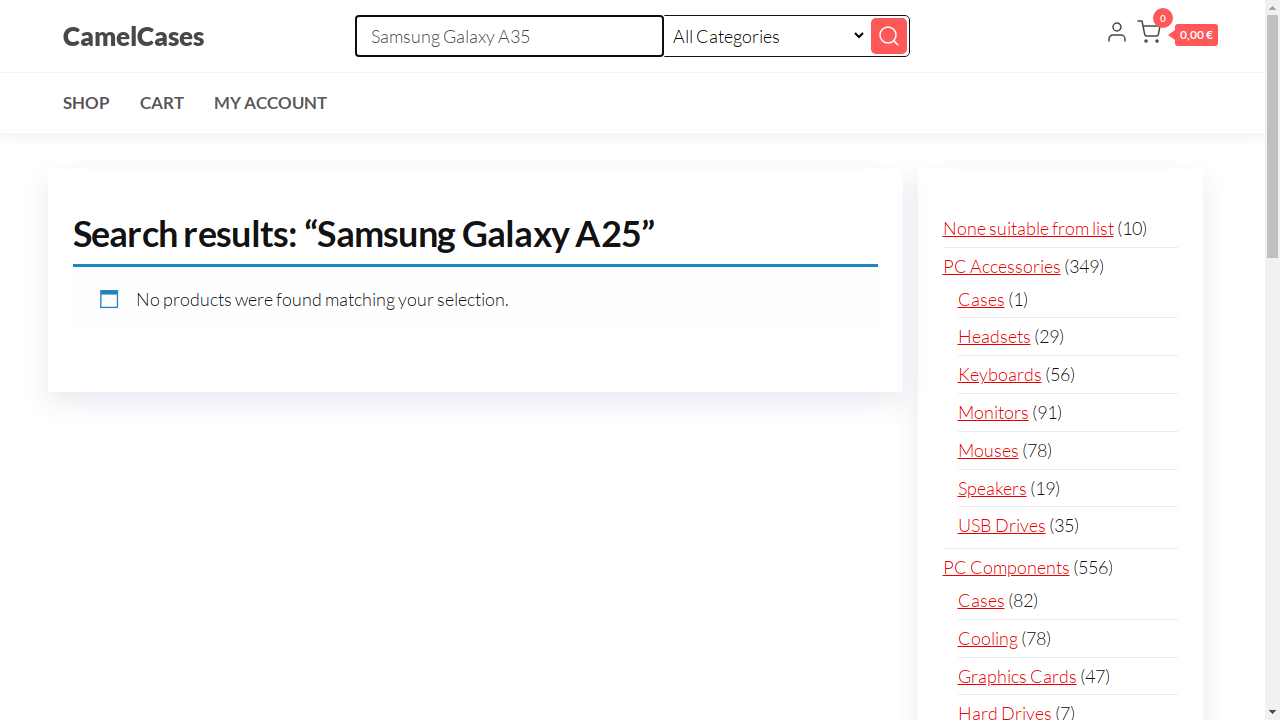 CamelCases
Samsung Galaxy A35
All Categories
0
0,00 €
SHOP
CART
MY ACCOUNT
Search results: “Samsung Galaxy A25”
No products were found matching your selection.
None suitable from list (10)
PC Accessories (349)
Cases (1)
Headsets (29)
Keyboards (56)
Monitors (91)
Mouses (78)
Speakers (19)
USB Drives (35)
PC Components (556)
Cases (82)
Cooling (78)
Graphics Cards (47)
Hard Drives (7)